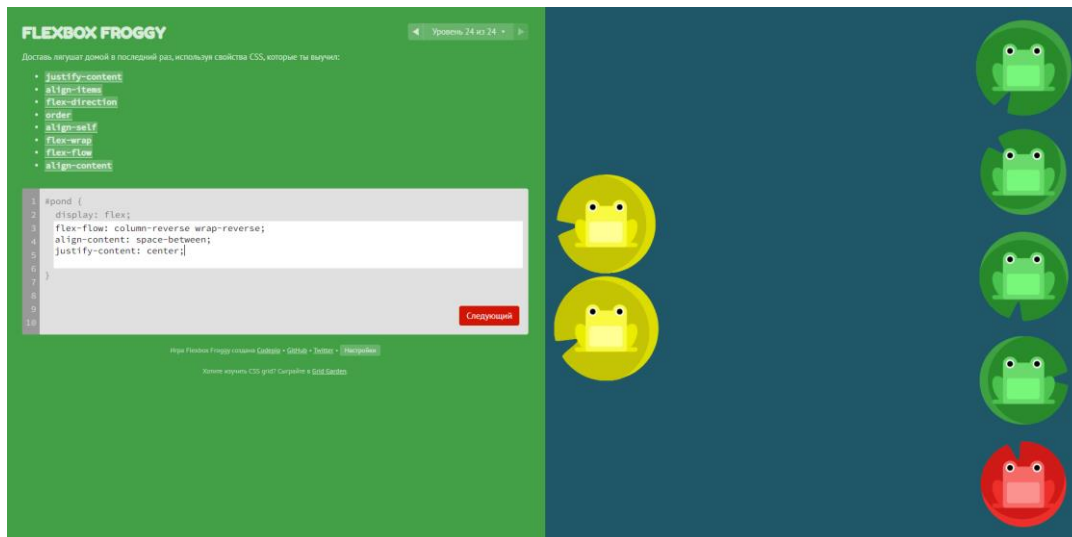 FLEXBOX FROGGY
◀ Уровень 24 из 24 ▾ ▶
Доставь лягушат домой в последний раз, используя свойства CSS, которые ты выучил:
• justify-content
• align-items
• flex-direction
• order
• align-self
• flex-wrap
• flex-flow
• align-content
1 #pond {
2 display: flex;
3 flex-flow: column-reverse wrap-reverse;
4 align-content: space-between;
5 justify-content: center;
6
7 }
8
9
10
Следующий
Игра Flexbox Froggy создана Codepip • GitHub • Twitter • Настройки
Хотите изучить CSS grid? Сыграйте в Grid Garden